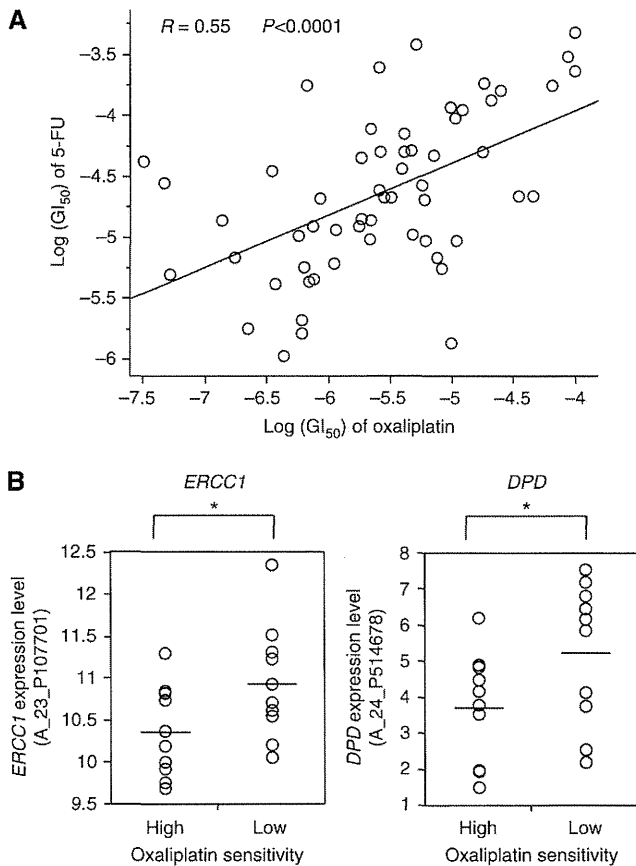 A
R = 0.55 P<0.0001
Log (GI50) of 5-FU
−3.5
−4
−4.5
−5
−5.5
−6
−7.5 −7 −6.5 −6 −5.5 −5 −4.5 −4
Log (GI50) of oxaliplatin
B
ERCC1
*
ERCC1 expression level
(A_23_P107701)
12.5
12
11.5
11
10.5
10
9.5
High Low
Oxaliplatin sensitivity
DPD
*
DPD expression level
(A_24_P514678)
8
7
6
5
4
3
2
1
High Low
Oxaliplatin sensitivity